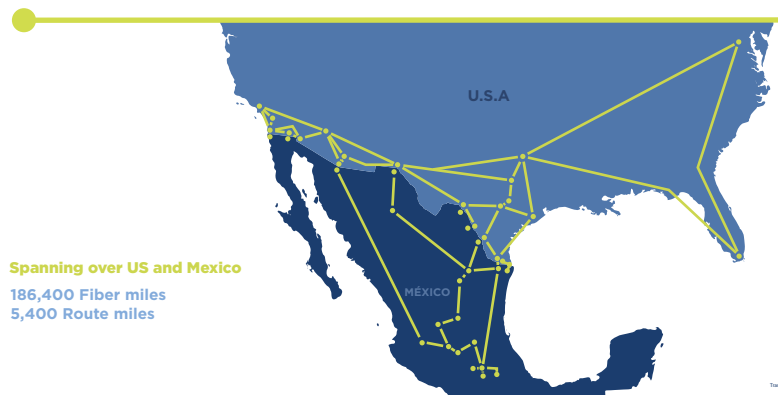 U.S.A
Spanning over US and Mexico
186,400 Fiber miles
5,400 Route miles
MÉXICO